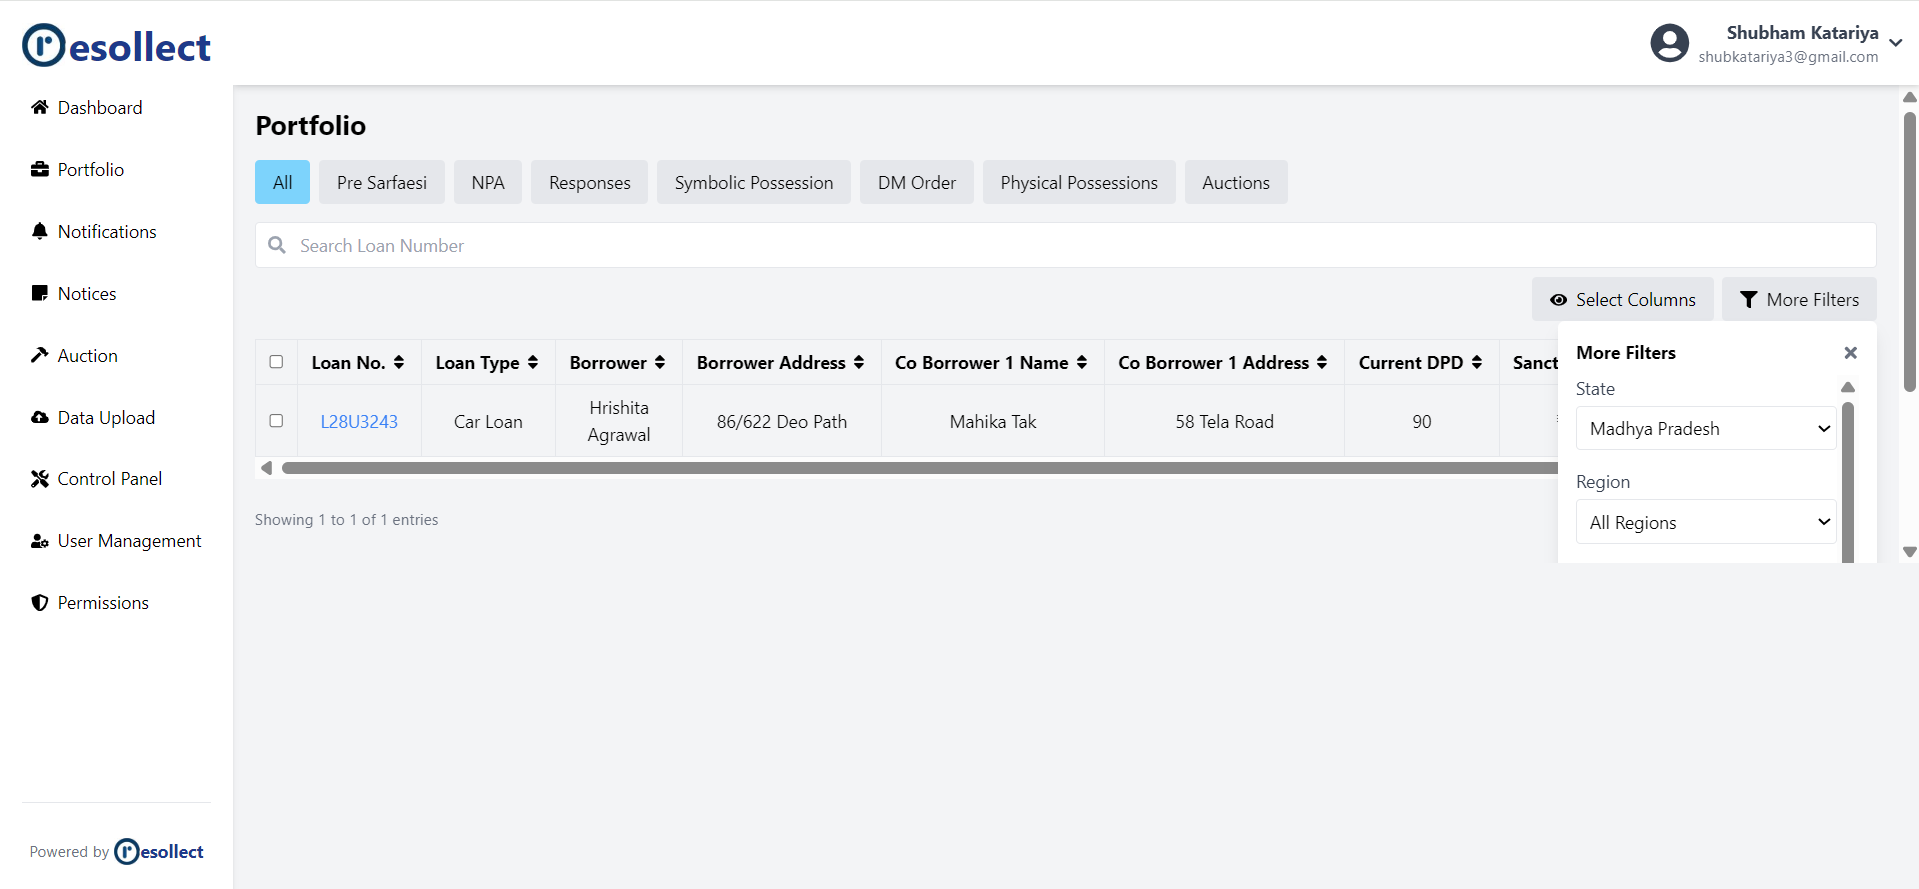 resollect
Shubham Katariya
shubkatariya3@gmail.com
Dashboard
Portfolio
Notifications
Notices
Auction
Data Upload
Control Panel
User Management
Permissions
Powered by resollect
Portfolio
All Pre Sarfaesi NPA Responses Symbolic Possession DM Order Physical Possessions Auctions
Search Loan Number
Select Columns More Filters
Loan No. Loan Type Borrower Borrower Address Co Borrower 1 Name Co Borrower 1 Address Current DPD Sanct
L28U3243 Car Loan Hrishita Agrawal 86/622 Deo Path Mahika Tak 58 Tela Road 90
Showing 1 to 1 of 1 entries
More Filters
State
Madhya Pradesh
Region
All Regions